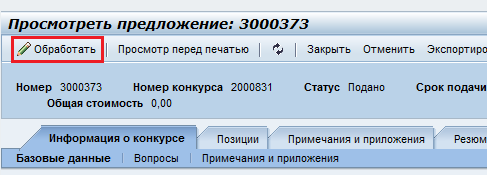 Просмотреть предложение: 3000373
Обработать Просмотр перед печатью Закрыть Отменить Экспортиро
Номер 3000373 Номер конкурса 2000831 Статус Подано Срок подачи
Общая стоимость 0,00
Информация о конкурсе Позиции Примечания и приложения Резюм
Базовые данные Вопросы Примечания и приложения